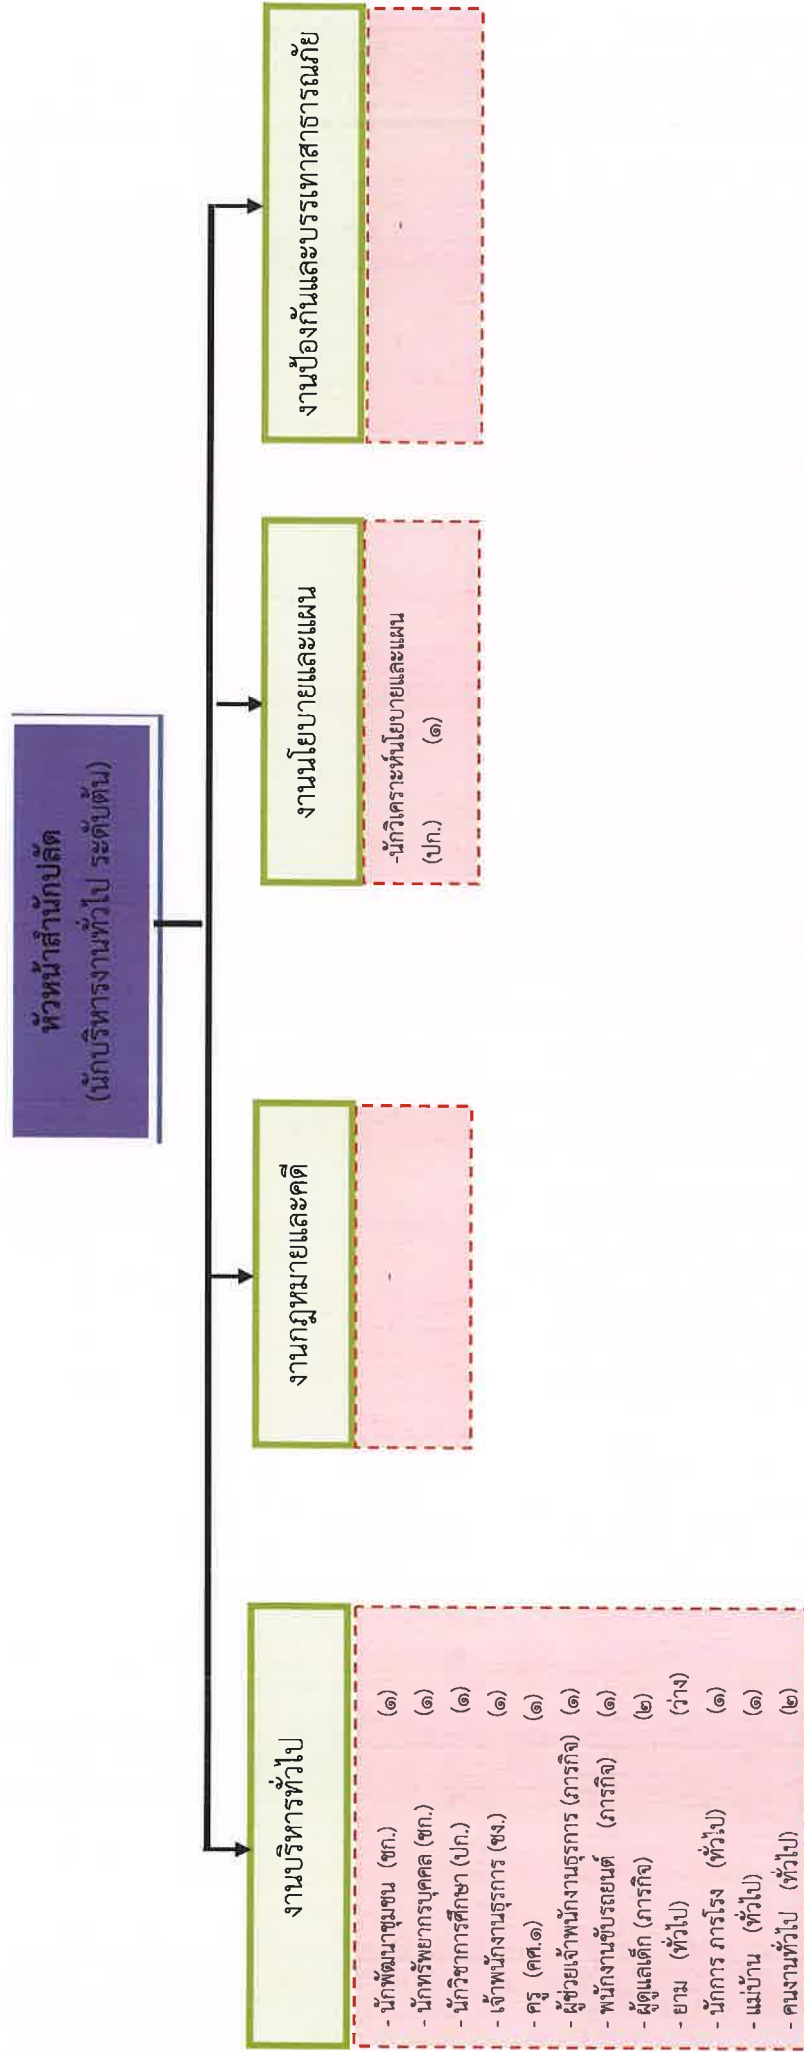 หัวหน้าสำนักปลัด
(นักบริหารงานทั่วไป ระดับต้น)
งานบริหารทั่วไป
- นักพัฒนาชุมชน (ชก.) (๑)
- นักทรัพยากรบุคคล (ชก.) (๑)
- นักวิชาการศึกษา (ปก.) (๑)
- เจ้าพนักงานธุรการ (ชง.) (๑)
- ครู (คศ.๑) (๑)
- ผู้ช่วยเจ้าพนักงานธุรการ (ภารกิจ) (๑)
- พนักงานขับรถยนต์ (ภารกิจ) (๑)
- ผู้ดูแลเด็ก (ภารกิจ) (๒)
- ยาม (ทั่วไป) (ว่าง)
- นักการ ภารโรง (ทั่วไป) (๑)
- แม่บ้าน (ทั่วไป) (๑)
- คนงานทั่วไป (ทั่วไป) (๒)
งานกฎหมายและคดี
-
งานนโยบายและแผน
-นักวิเคราะห์นโยบายและแผน
(ปก.) (๑)
งานป้องกันและบรรเทาสาธารณภัย
-